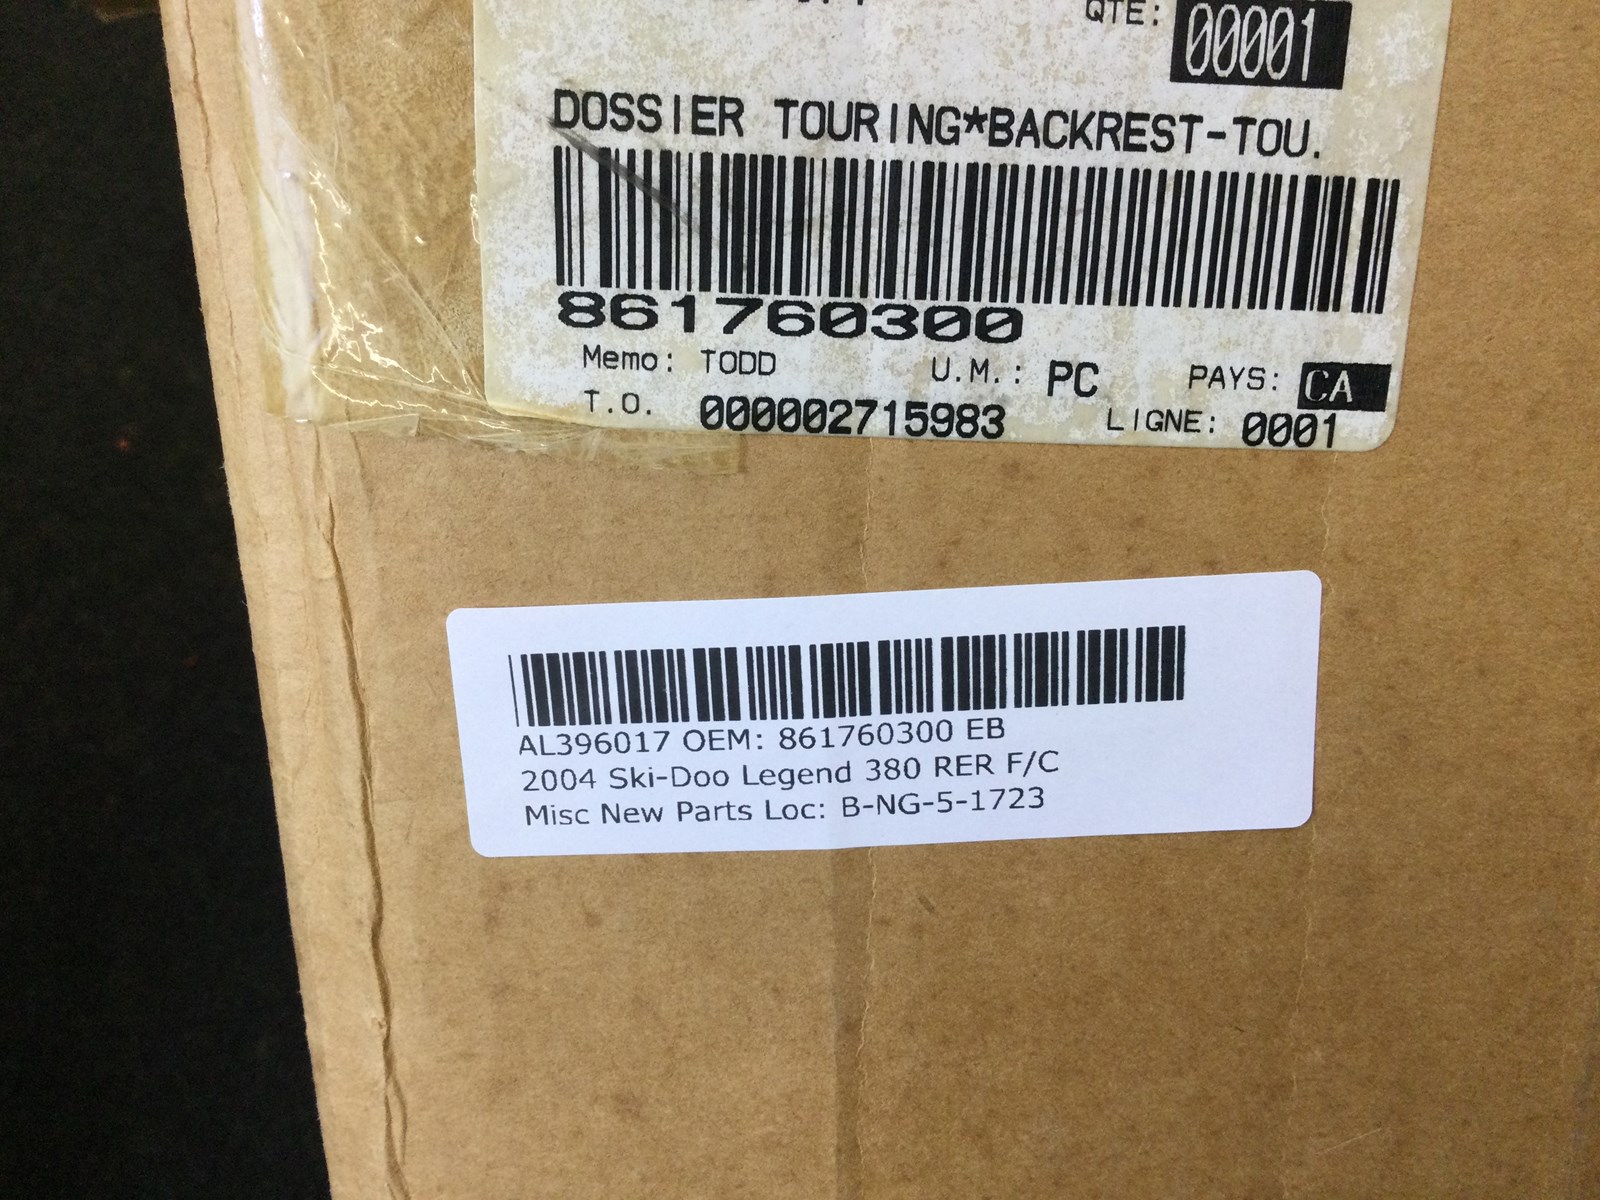 QTE: 00001
DOSSIER TOURING*BACKREST-TOU.
861760300
Memo: TODD U.M.: PC PAYS: CA
T.O. 000002715983 LIGNE: 0001
AL396017 OEM: 861760300 EB
2004 Ski-Doo Legend 380 RER F/C
Misc New Parts Loc: B-NG-5-1723